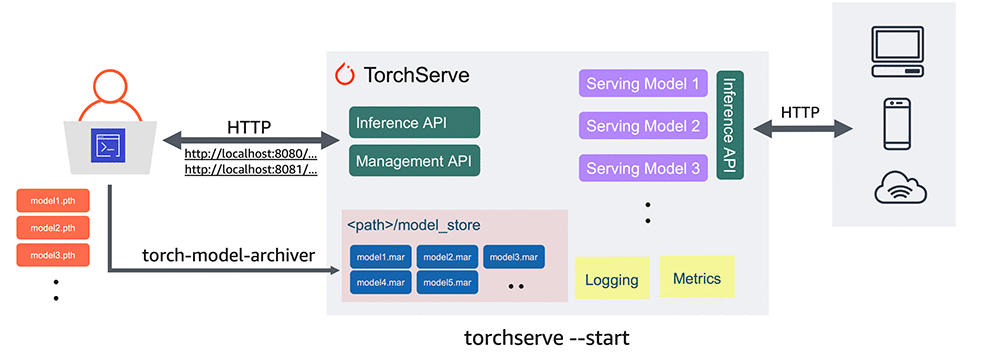 TorchServe
HTTP
http://localhost:8080/...
http://localhost:8081/...
Inference API
Management API
Serving Model 1
Serving Model 2
Serving Model 3
Inference API
HTTP
model1.pth
model2.pth
model3.pth
torch-model-archiver
<path>/model_store
model1.mar
model2.mar
model3.mar
model4.mar
model5.mar
Logging
Metrics
torchserve --start